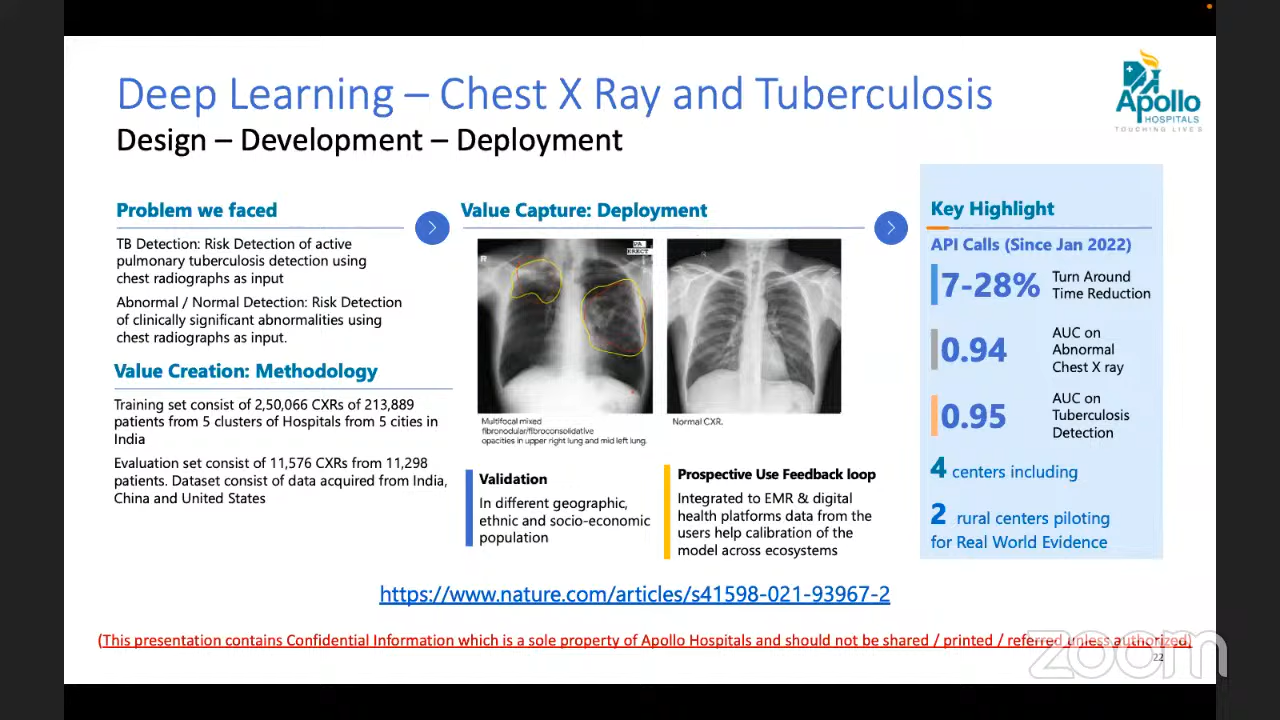 Deep Learning – Chest X Ray and Tuberculosis
Design – Development – Deployment
Apollo
HOSPITALS
TOUCHING LIVES
Problem we faced
TB Detection: Risk Detection of active
pulmonary tuberculosis detection using
chest radiographs as input
Abnormal / Normal Detection: Risk Detection
of clinically significant abnormalities using
chest radiographs as input.
Value Creation: Methodology
Training set consist of 2,50,066 CXRs of 213,889
patients from 5 clusters of Hospitals from 5 cities in
India
Evaluation set consist of 11,576 CXRs from 11,298
patients. Dataset consist of data acquired from India,
China and United States
Value Capture: Deployment
R
ERECT
R
Multifocal mixed
fibronodular/fibroconsolidative
opacities in upper right lung and mid left lung.
Normal CXR.
Validation
In different geographic,
ethnic and socio-economic
population
Prospective Use Feedback loop
Integrated to EMR & digital
health platforms data from the
users help calibration of the
model across ecosystems
Key Highlight
API Calls (Since Jan 2022)
7-28% Turn Around
Time Reduction
0.94 AUC on
Abnormal
Chest X ray
0.95 AUC on
Tuberculosis
Detection
4 centers including
2 rural centers piloting
for Real World Evidence
https://www.nature.com/articles/s41598-021-93967-2
(This presentation contains Confidential Information which is a sole property of Apollo Hospitals and should not be shared / printed / referred unless authorized)
22
zoom